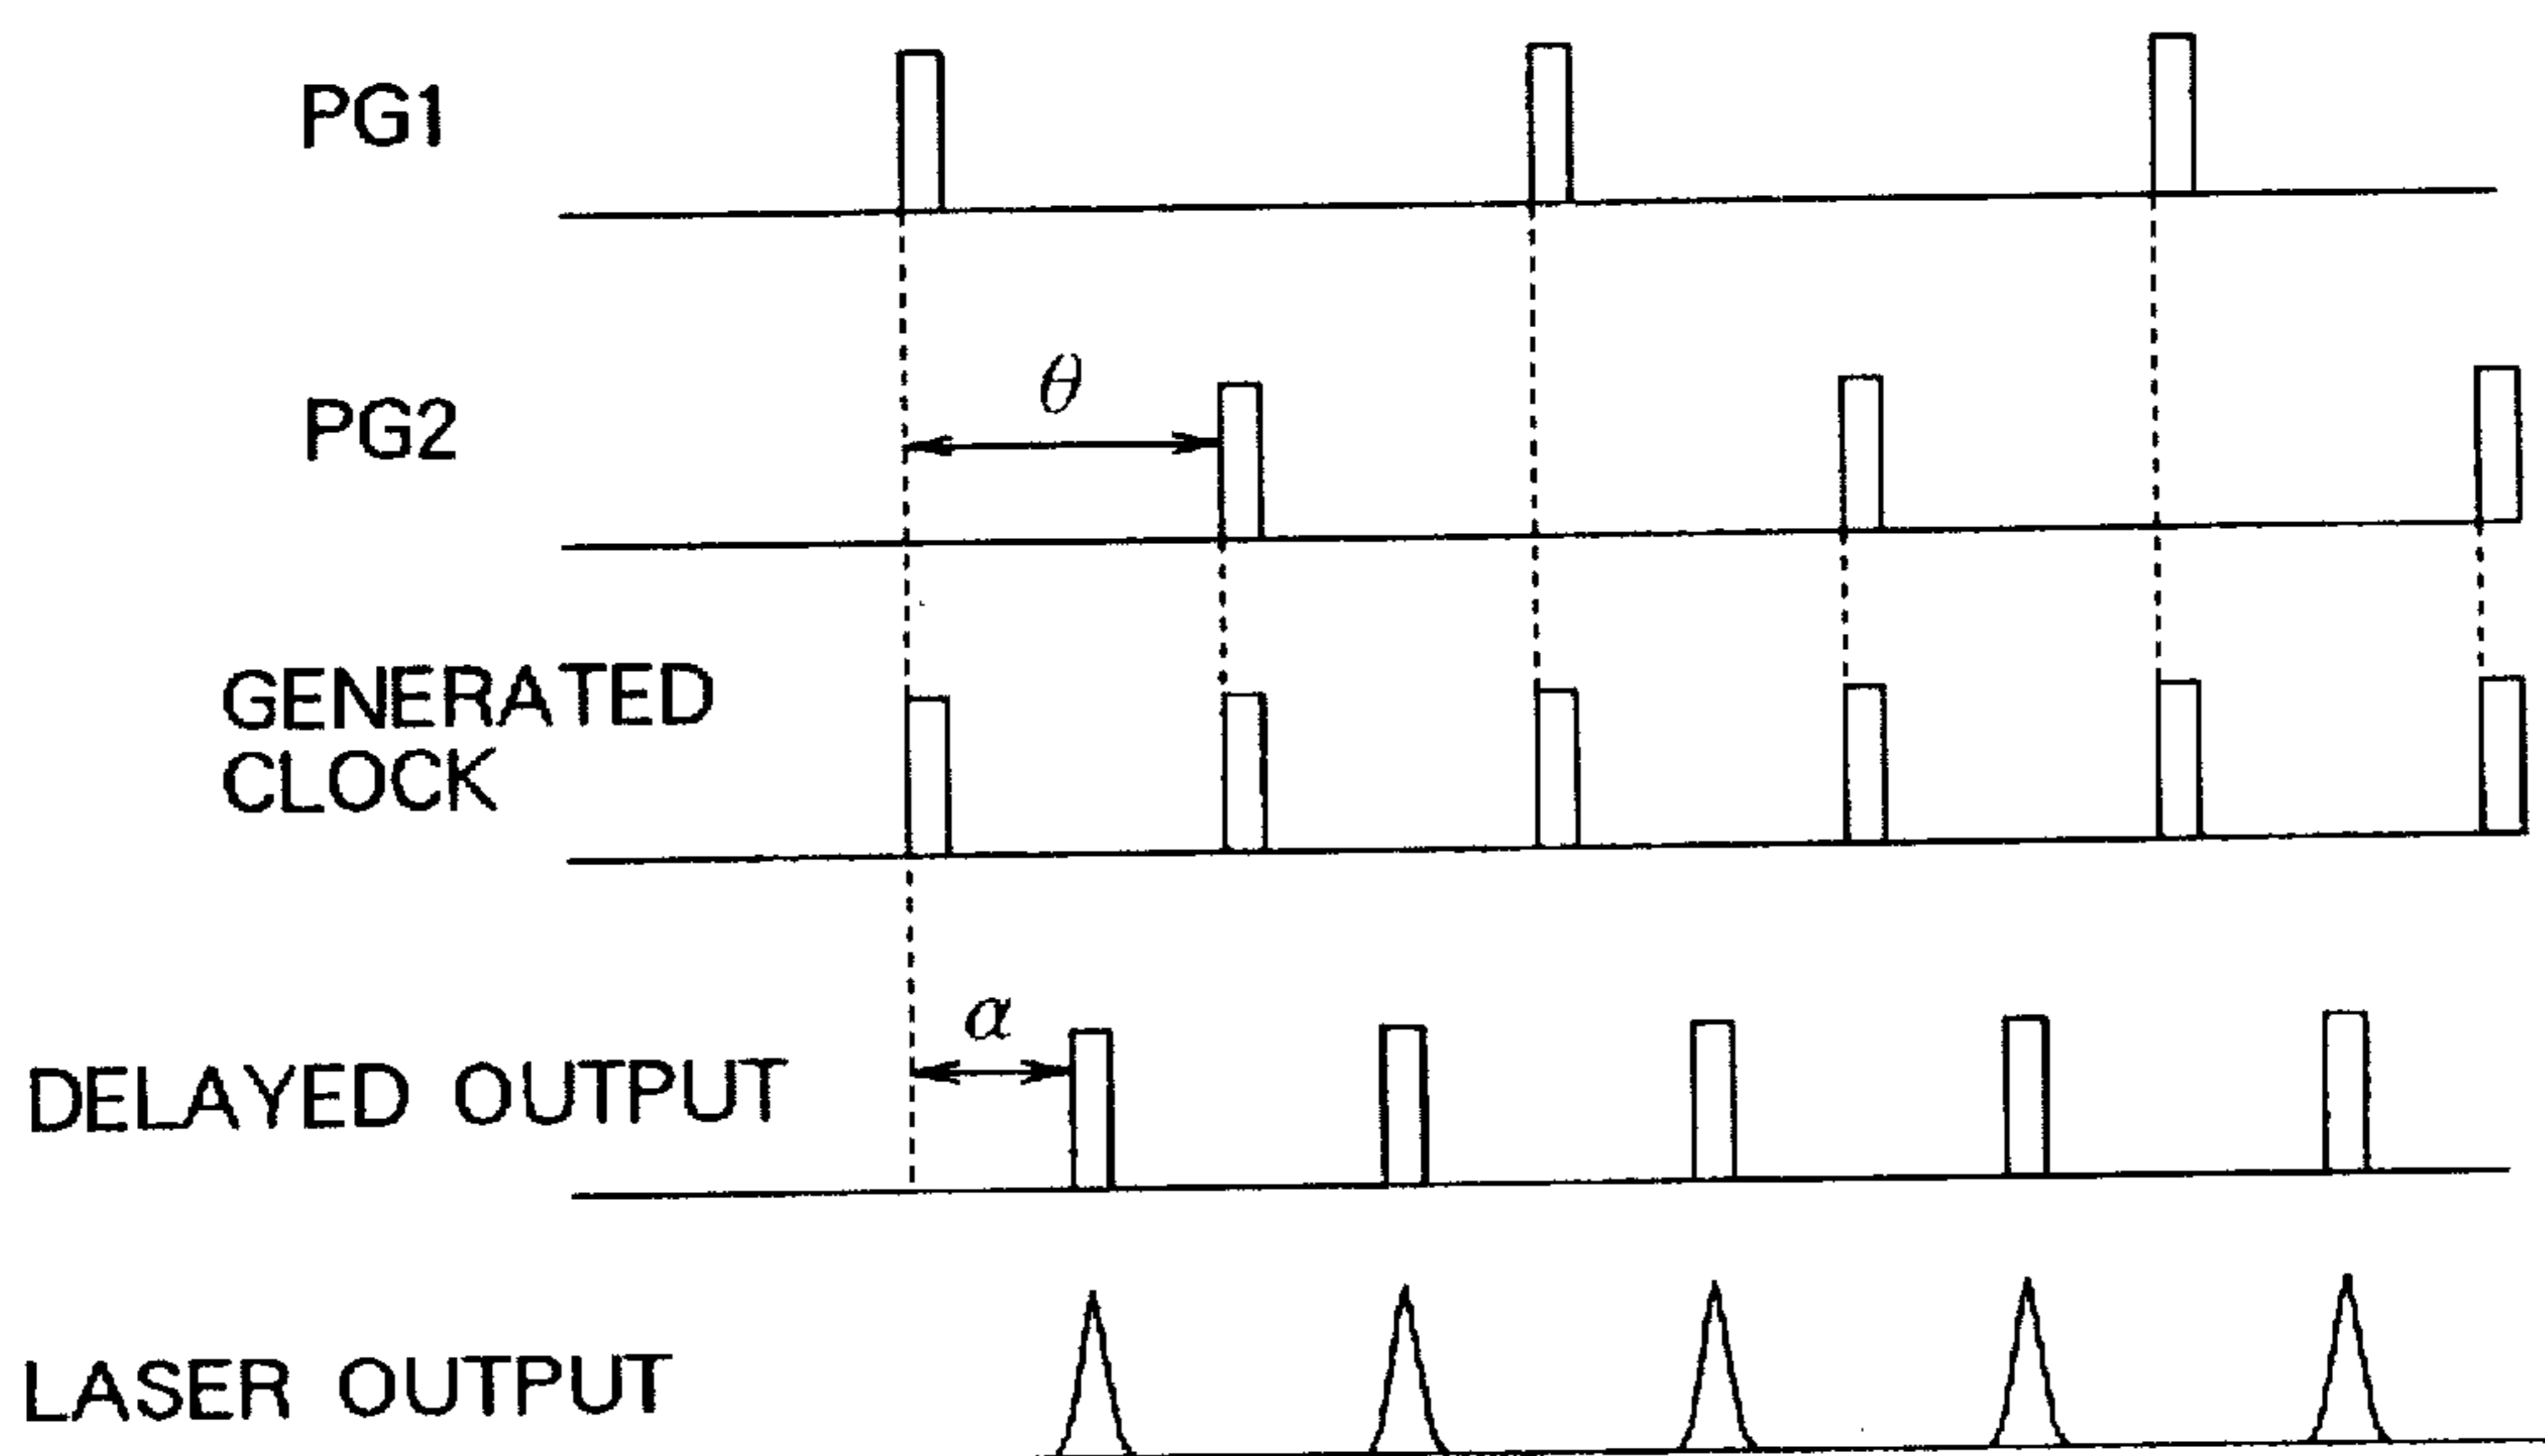 PG1
PG2
θ
GENERATED
CLOCK
α
DELAYED OUTPUT
LASER OUTPUT